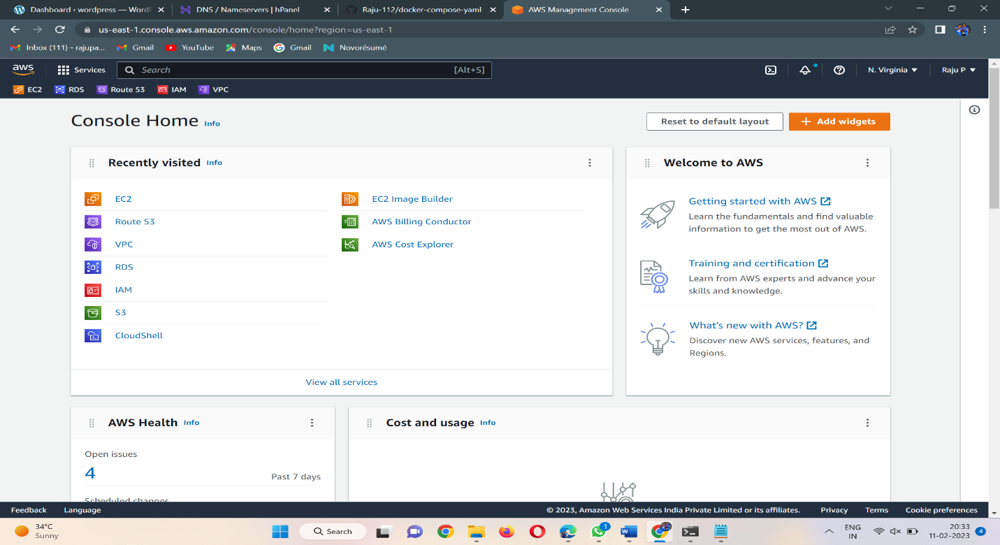 Dashboard ‹ wordpress — WordP
DNS / Nameservers | hPanel
Raju-112/docker-compose-yaml
AWS Management Console
us-east-1.console.aws.amazon.com/console/home?region=us-east-1
Inbox (111) - rajupa... Gmail YouTube Maps Gmail Novorésumé
aws Services Search [Alt+S] N. Virginia Raju P
EC2 RDS Route 53 IAM VPC
Console Home Info
Reset to default layout
Add widgets
Recently visited Info
EC2
Route 53
VPC
RDS
IAM
S3
CloudShell
EC2 Image Builder
AWS Billing Conductor
AWS Cost Explorer
View all services
Welcome to AWS
Getting started with AWS
Learn the fundamentals and find valuable
information to get the most out of AWS.
Training and certification
Learn from AWS experts and advance your
skills and knowledge.
What's new with AWS?
Discover new AWS services, features, and
Regions.
AWS Health Info
Open issues
4
Past 7 days
Scheduled changes
Cost and usage Info
Feedback Language © 2023, Amazon Web Services India Private Limited or its affiliates. Privacy Terms Cookie preferences
34°C
Sunny
Search
1
ENG
IN
20:33
11-02-2023
4